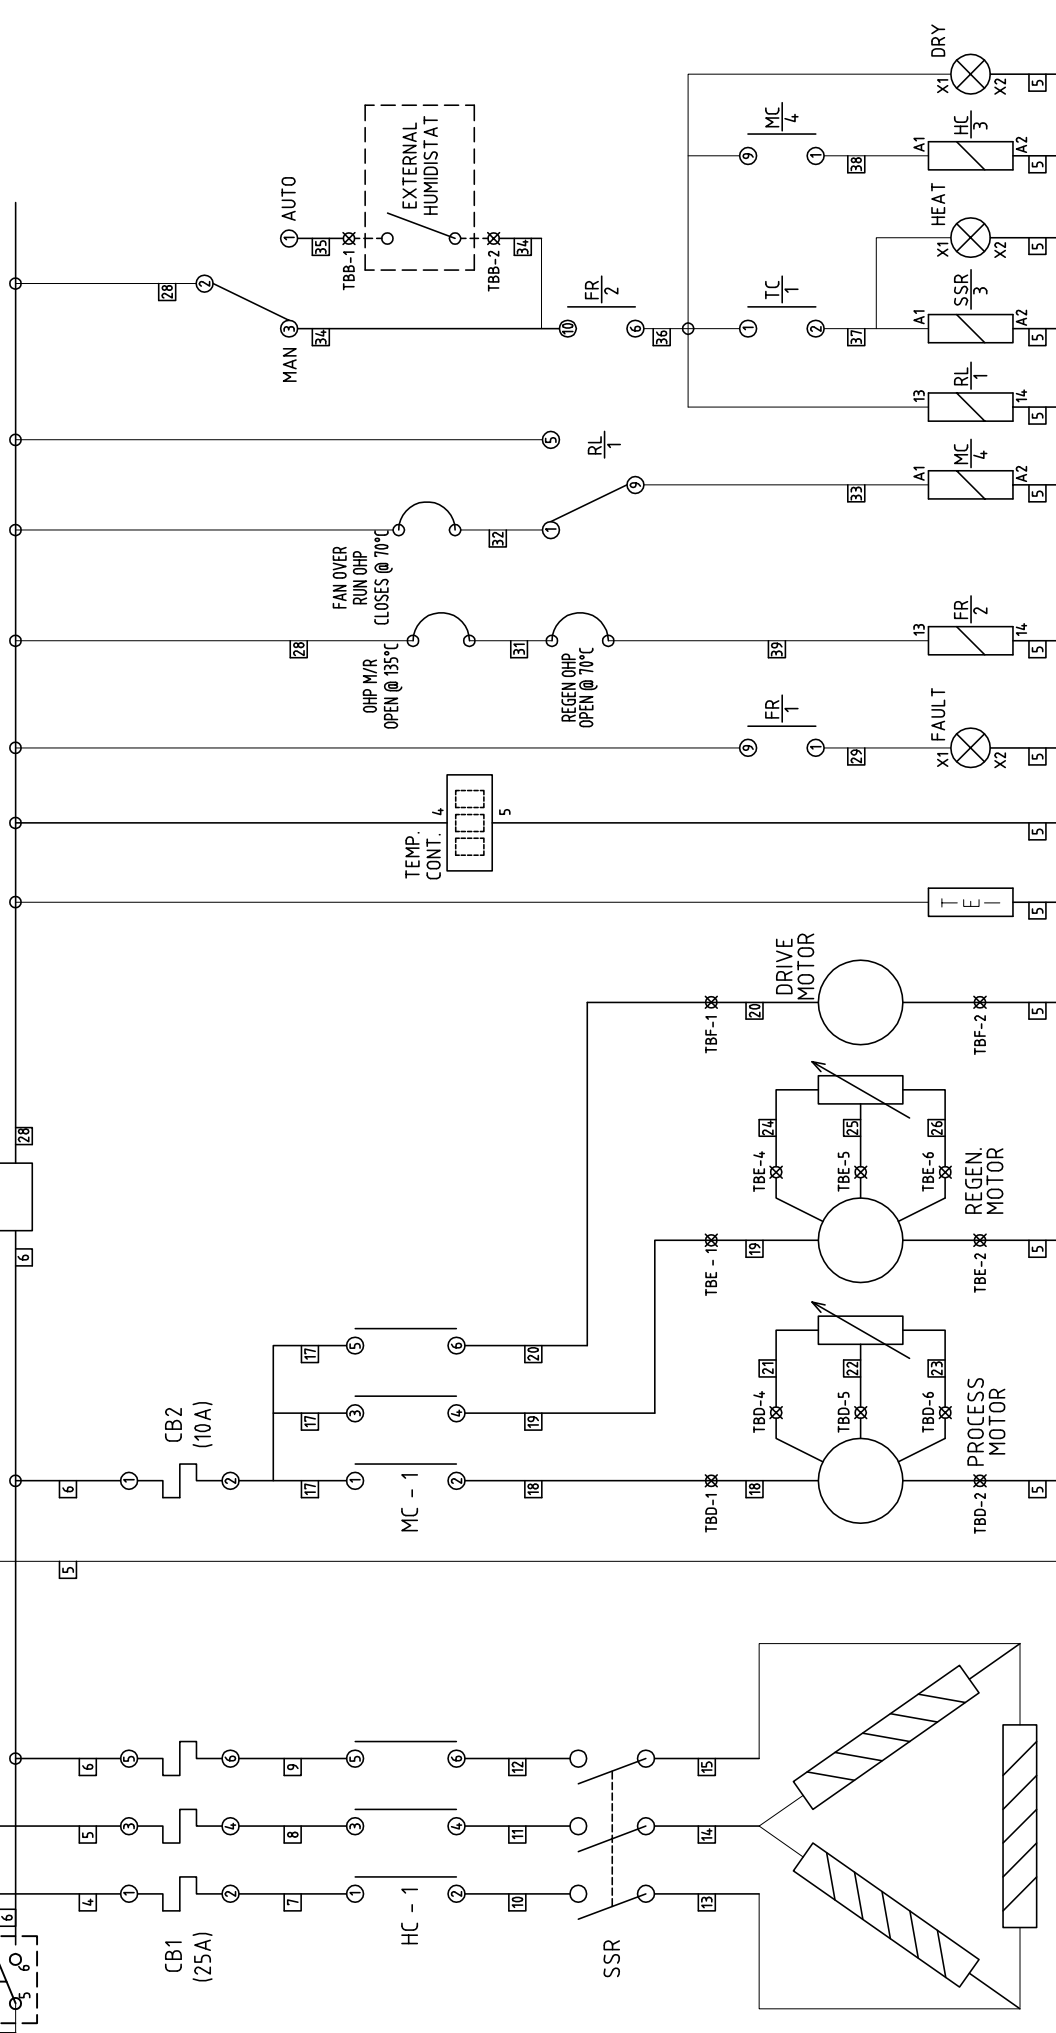 6
5
6
4
1
CB1
(25A)
2
7
1
HC - 1
2
10
SSR
13
5
3
4
8
3
4
11
14
6
5
6
9
5
6
12
15
5
6
1
CB2
(10A)
2
17
1
MC - 1
2
18
TBD-1
18
TBD-4
21
TBD-5
22
TBD-6
23
PROCESS
MOTOR
TBD-2
5
17
3
4
19
TBE - 1
19
TBE-4
24
TBE-5
25
TBE-6
26
REGEN.
MOTOR
TBE-2
5
17
5
6
20
TBF-1
20
DRIVE
MOTOR
TBF-2
5
6
28
T
E
I
5
TEMP.
CONT.
4
5
5
9
FR
1
1
29
X1
FAULT
X2
5
28
OHP M/R
OPEN @ 135°C
31
REGEN OHP
OPEN @ 70°C
39
13
FR
2
14
5
FAN OVER
RUN OHP
CLOSES @ 70°C
32
1
5
RL
1
9
33
A1
MC
4
A2
5
28
2
MAN
3
34
1
AUTO
35
TBB-1
EXTERNAL
HUMIDISTAT
TBB-2
34
10
FR
2
6
36
13
RL
1
14
5
1
TC
1
2
37
A1
SSR
3
A2
5
X1
HEAT
X2
5
9
MC
4
1
38
A1
HC
3
A2
5
X1
DRY
X2
5